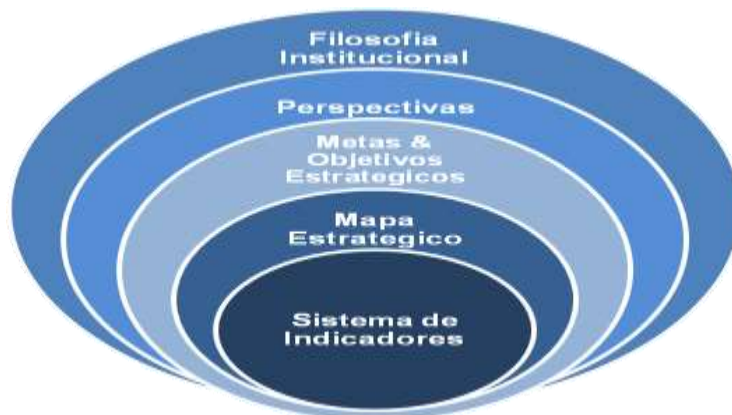 Filosofia
Institucional
Perspectivas
Metas &
Objetivos
Estrategicos
Mapa
Estrategico
Sistema de
Indicadores